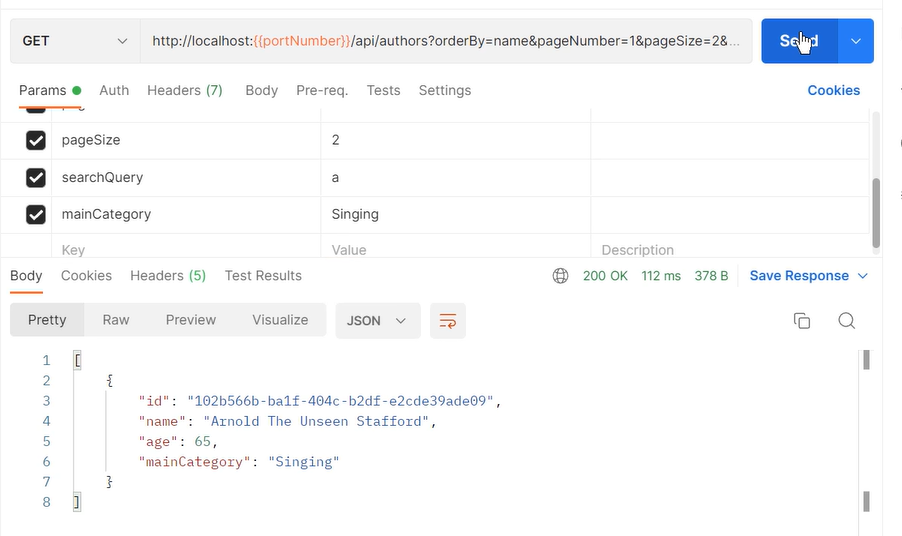 GET http://localhost:{{portNumber}}/api/authors?orderBy=name&pageNumber=1&pageSize=2&... Send
Params Auth Headers (7) Body Pre-req. Tests Settings Cookies
pageSize 2
searchQuery a
mainCategory Singing
Key Value Description
Body Cookies Headers (5) Test Results 200 OK 112 ms 378 B Save Response
Pretty Raw Preview Visualize JSON
1 [
2 {
3 "id": "102b566b-ba1f-404c-b2df-e2cde39ade09",
4 "name": "Arnold The Unseen Stafford",
5 "age": 65,
6 "mainCategory": "Singing"
7 }
8 ]